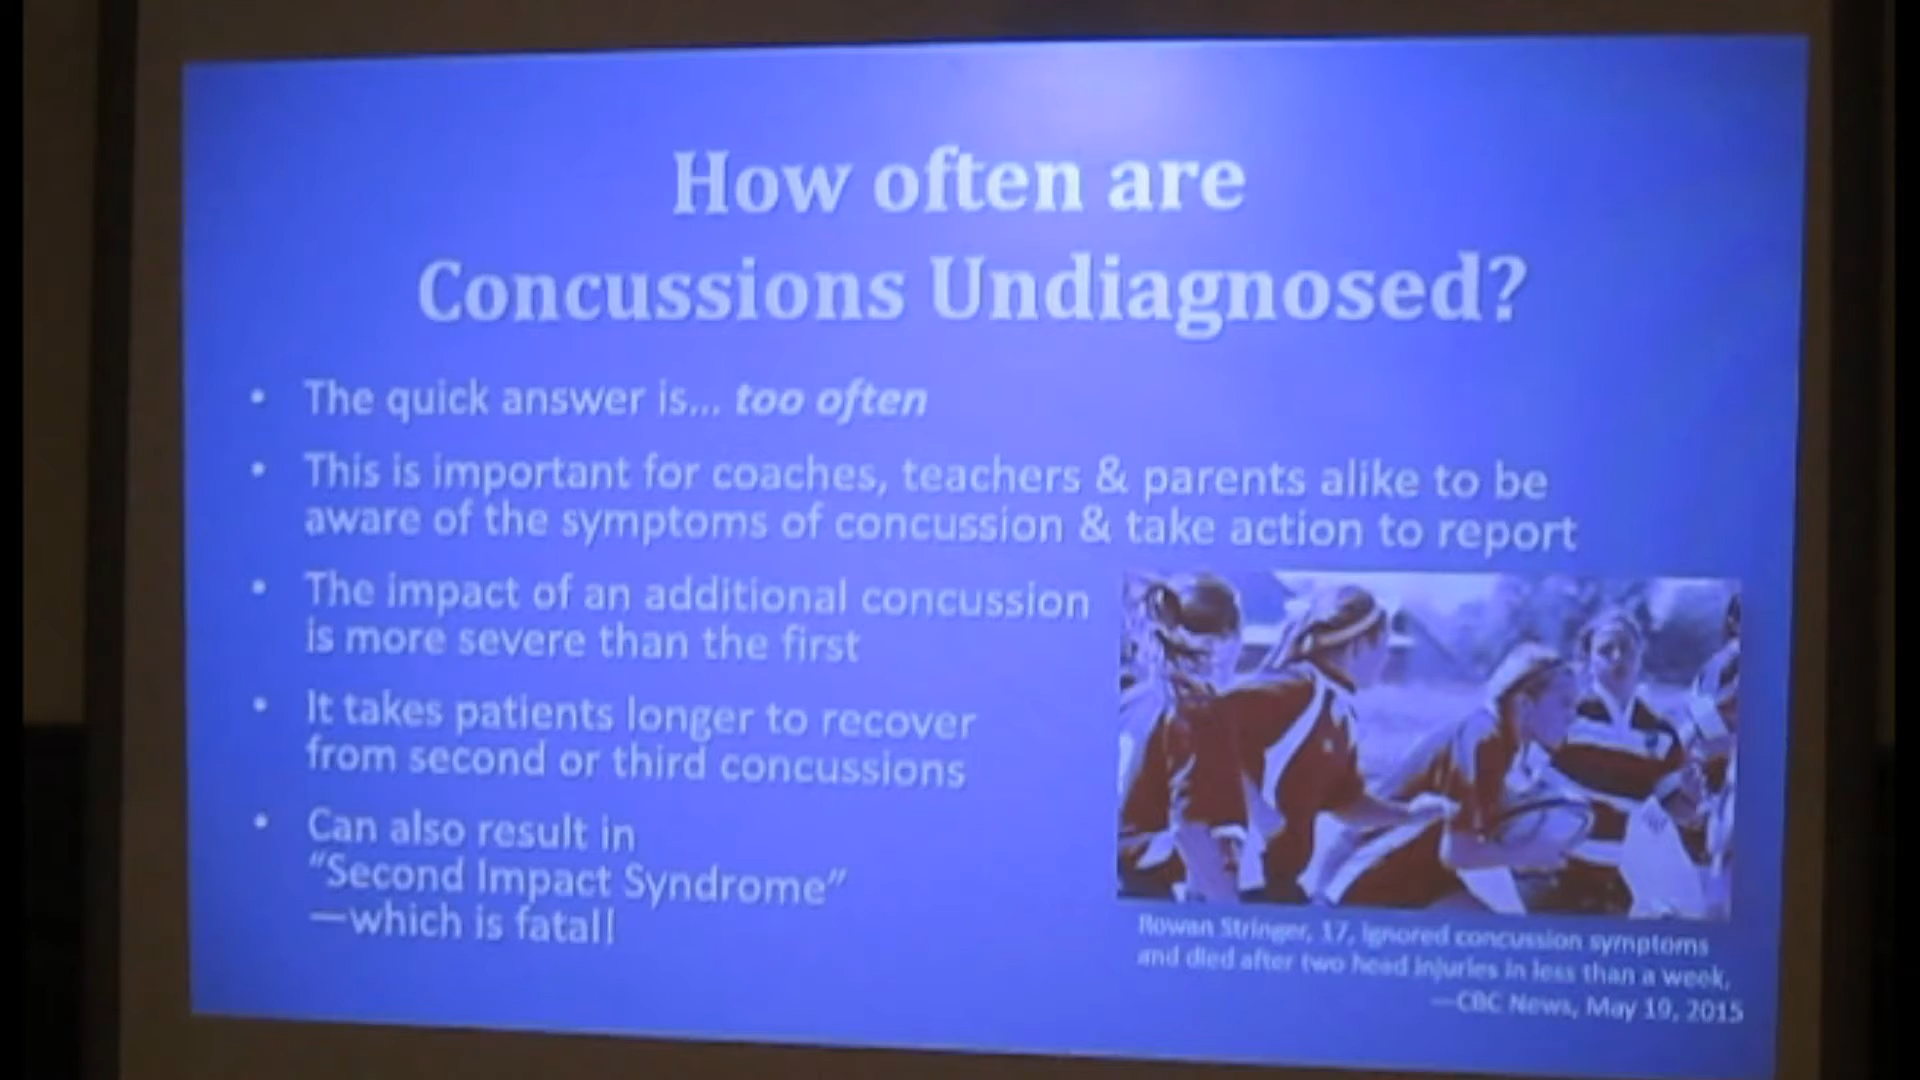 How often are
Concussions Undiagnosed?
• The quick answer is... too often
• This is important for coaches, teachers & parents alike to be
aware of the symptoms of concussion & take action to report
• The impact of an additional concussion
is more severe than the first
• It takes patients longer to recover
from second or third concussions
• Can also result in
“Second Impact Syndrome”
—which is fatal!
Rowan Stringer, 17, ignored concussion symptoms
and died after two head injuries in less than a week.
—CBC News, May 19, 2015